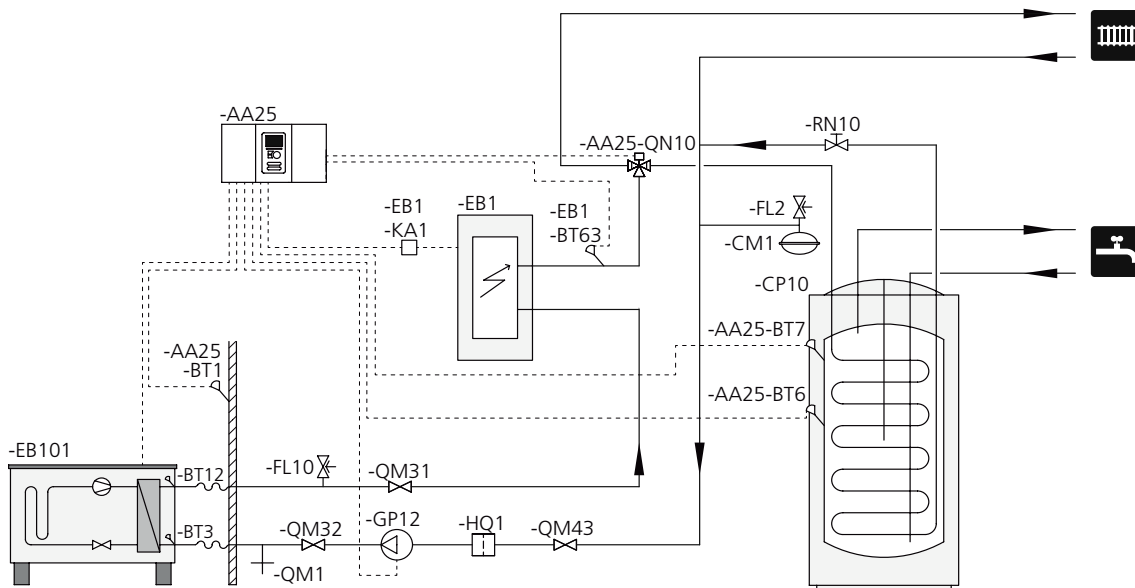 -AA25
-AA25-QN10
-RN10
-EB1
-KA1
-EB1
-EB1
-BT63
-FL2
-CM1
-CP10
-AA25-BT7
-AA25
-BT1
-AA25-BT6
-EB101
-BT12
-FL10
-QM31
-BT3
-QM32
-GP12
-HQ1
-QM43
-QM1